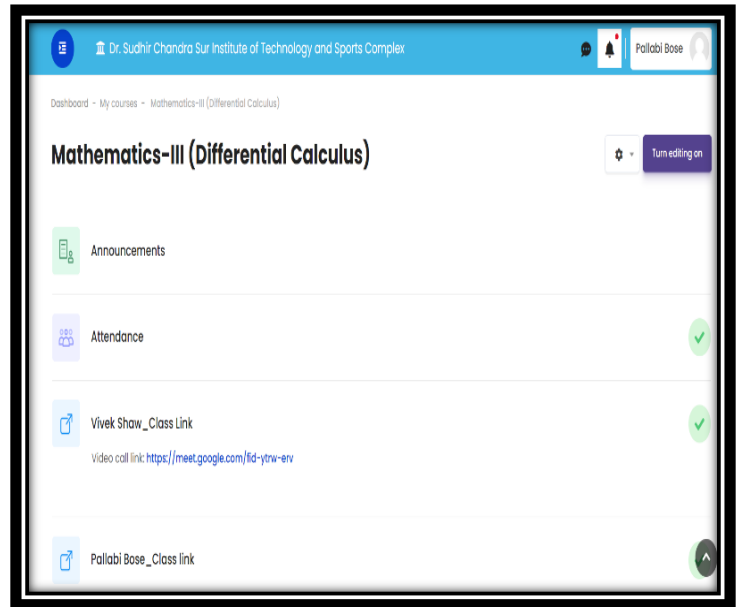 Dr. Sudhir Chandra Sur Institute of Technology and Sports Complex
Pallabi Bose
Dashboard - My courses - Mathematics-III (Differential Calculus)
Mathematics-III (Differential Calculus)
Turn editing on
Announcements
Attendance
Vivek Shaw_Class Link
Video call link: https://meet.google.com/fid-ytrw-erv
Pallabi Bose_Class link